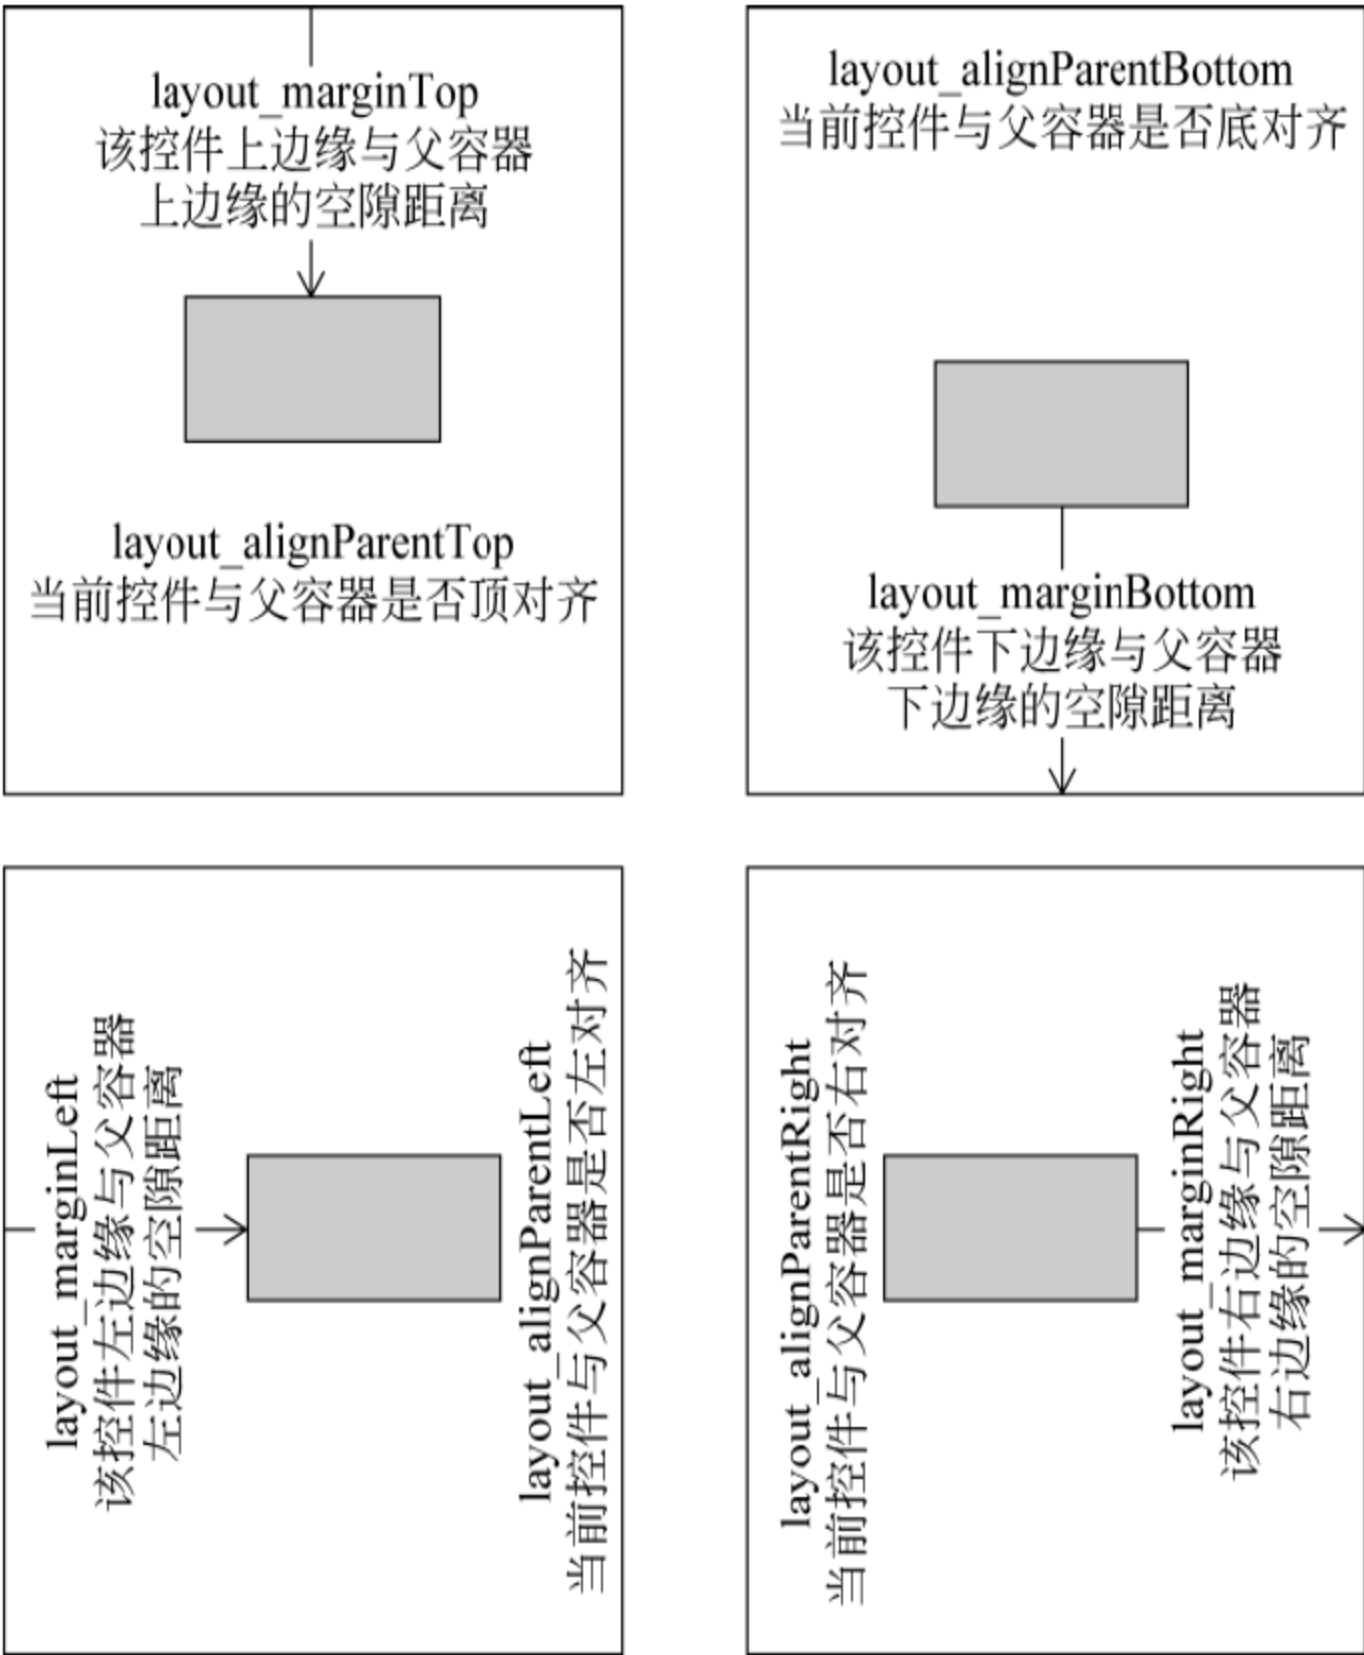 layout_marginTop
该控件上边缘与父容器
上边缘的空隙距离
layout_alignParentTop
当前控件与父容器是否顶对齐
layout_alignParentBottom
当前控件与父容器是否底对齐
layout_marginBottom
该控件下边缘与父容器
下边缘的空隙距离
layout_marginLeft
该控件左边缘与父容器
左边缘的空隙距离
layout_alignParentLeft
当前控件与父容器是否左对齐
layout_alignParentRight
当前控件与父容器是否右对齐
layout_marginRight
该控件右边缘与父容器
右边缘的空隙距离